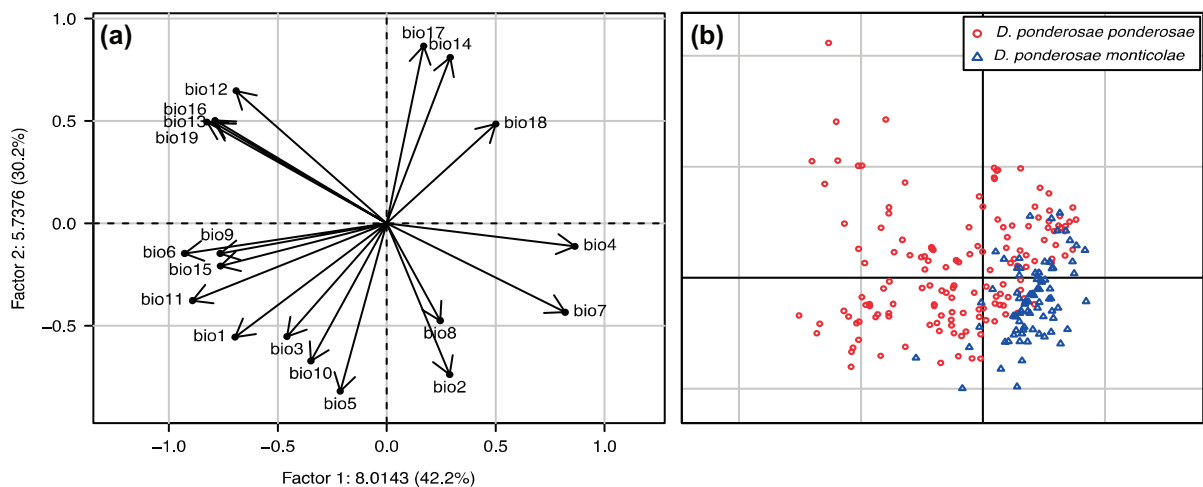 (a)
bio17
bio14
bio12
bio16
bio13
bio19
bio18
bio9
bio6
bio15
bio4
bio11
bio7
bio1
bio3
bio8
bio10
bio2
bio5
1.0
0.5
0.0
−0.5
−1.0
−0.5
0.0
0.5
1.0
Factor 2: 5.7376 (30.2%)
Factor 1: 8.0143 (42.2%)
(b)
D. ponderosae ponderosae
D. ponderosae monticolae